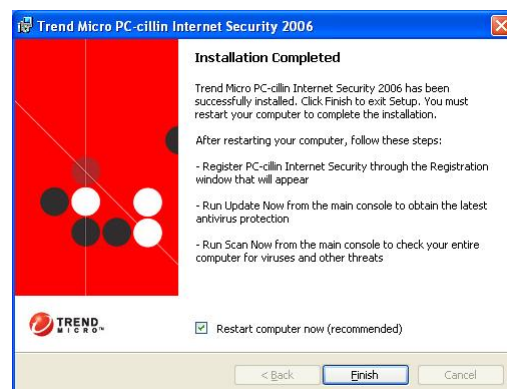 Trend Micro PC-cillin Internet Security 2006
Installation Completed
Trend Micro PC-cillin Internet Security 2006 has been
successfully installed. Click Finish to exit Setup. You must
restart your computer to complete the installation.
After restarting your computer, follow these steps:
- Register PC-cillin Internet Security through the Registration
window that will appear
- Run Update Now from the main console to obtain the latest
antivirus protection
- Run Scan Now from the main console to check your entire
computer for viruses and other threats
TREND
MICRO™
Restart computer now (recommended)
< Back
Finish
Cancel